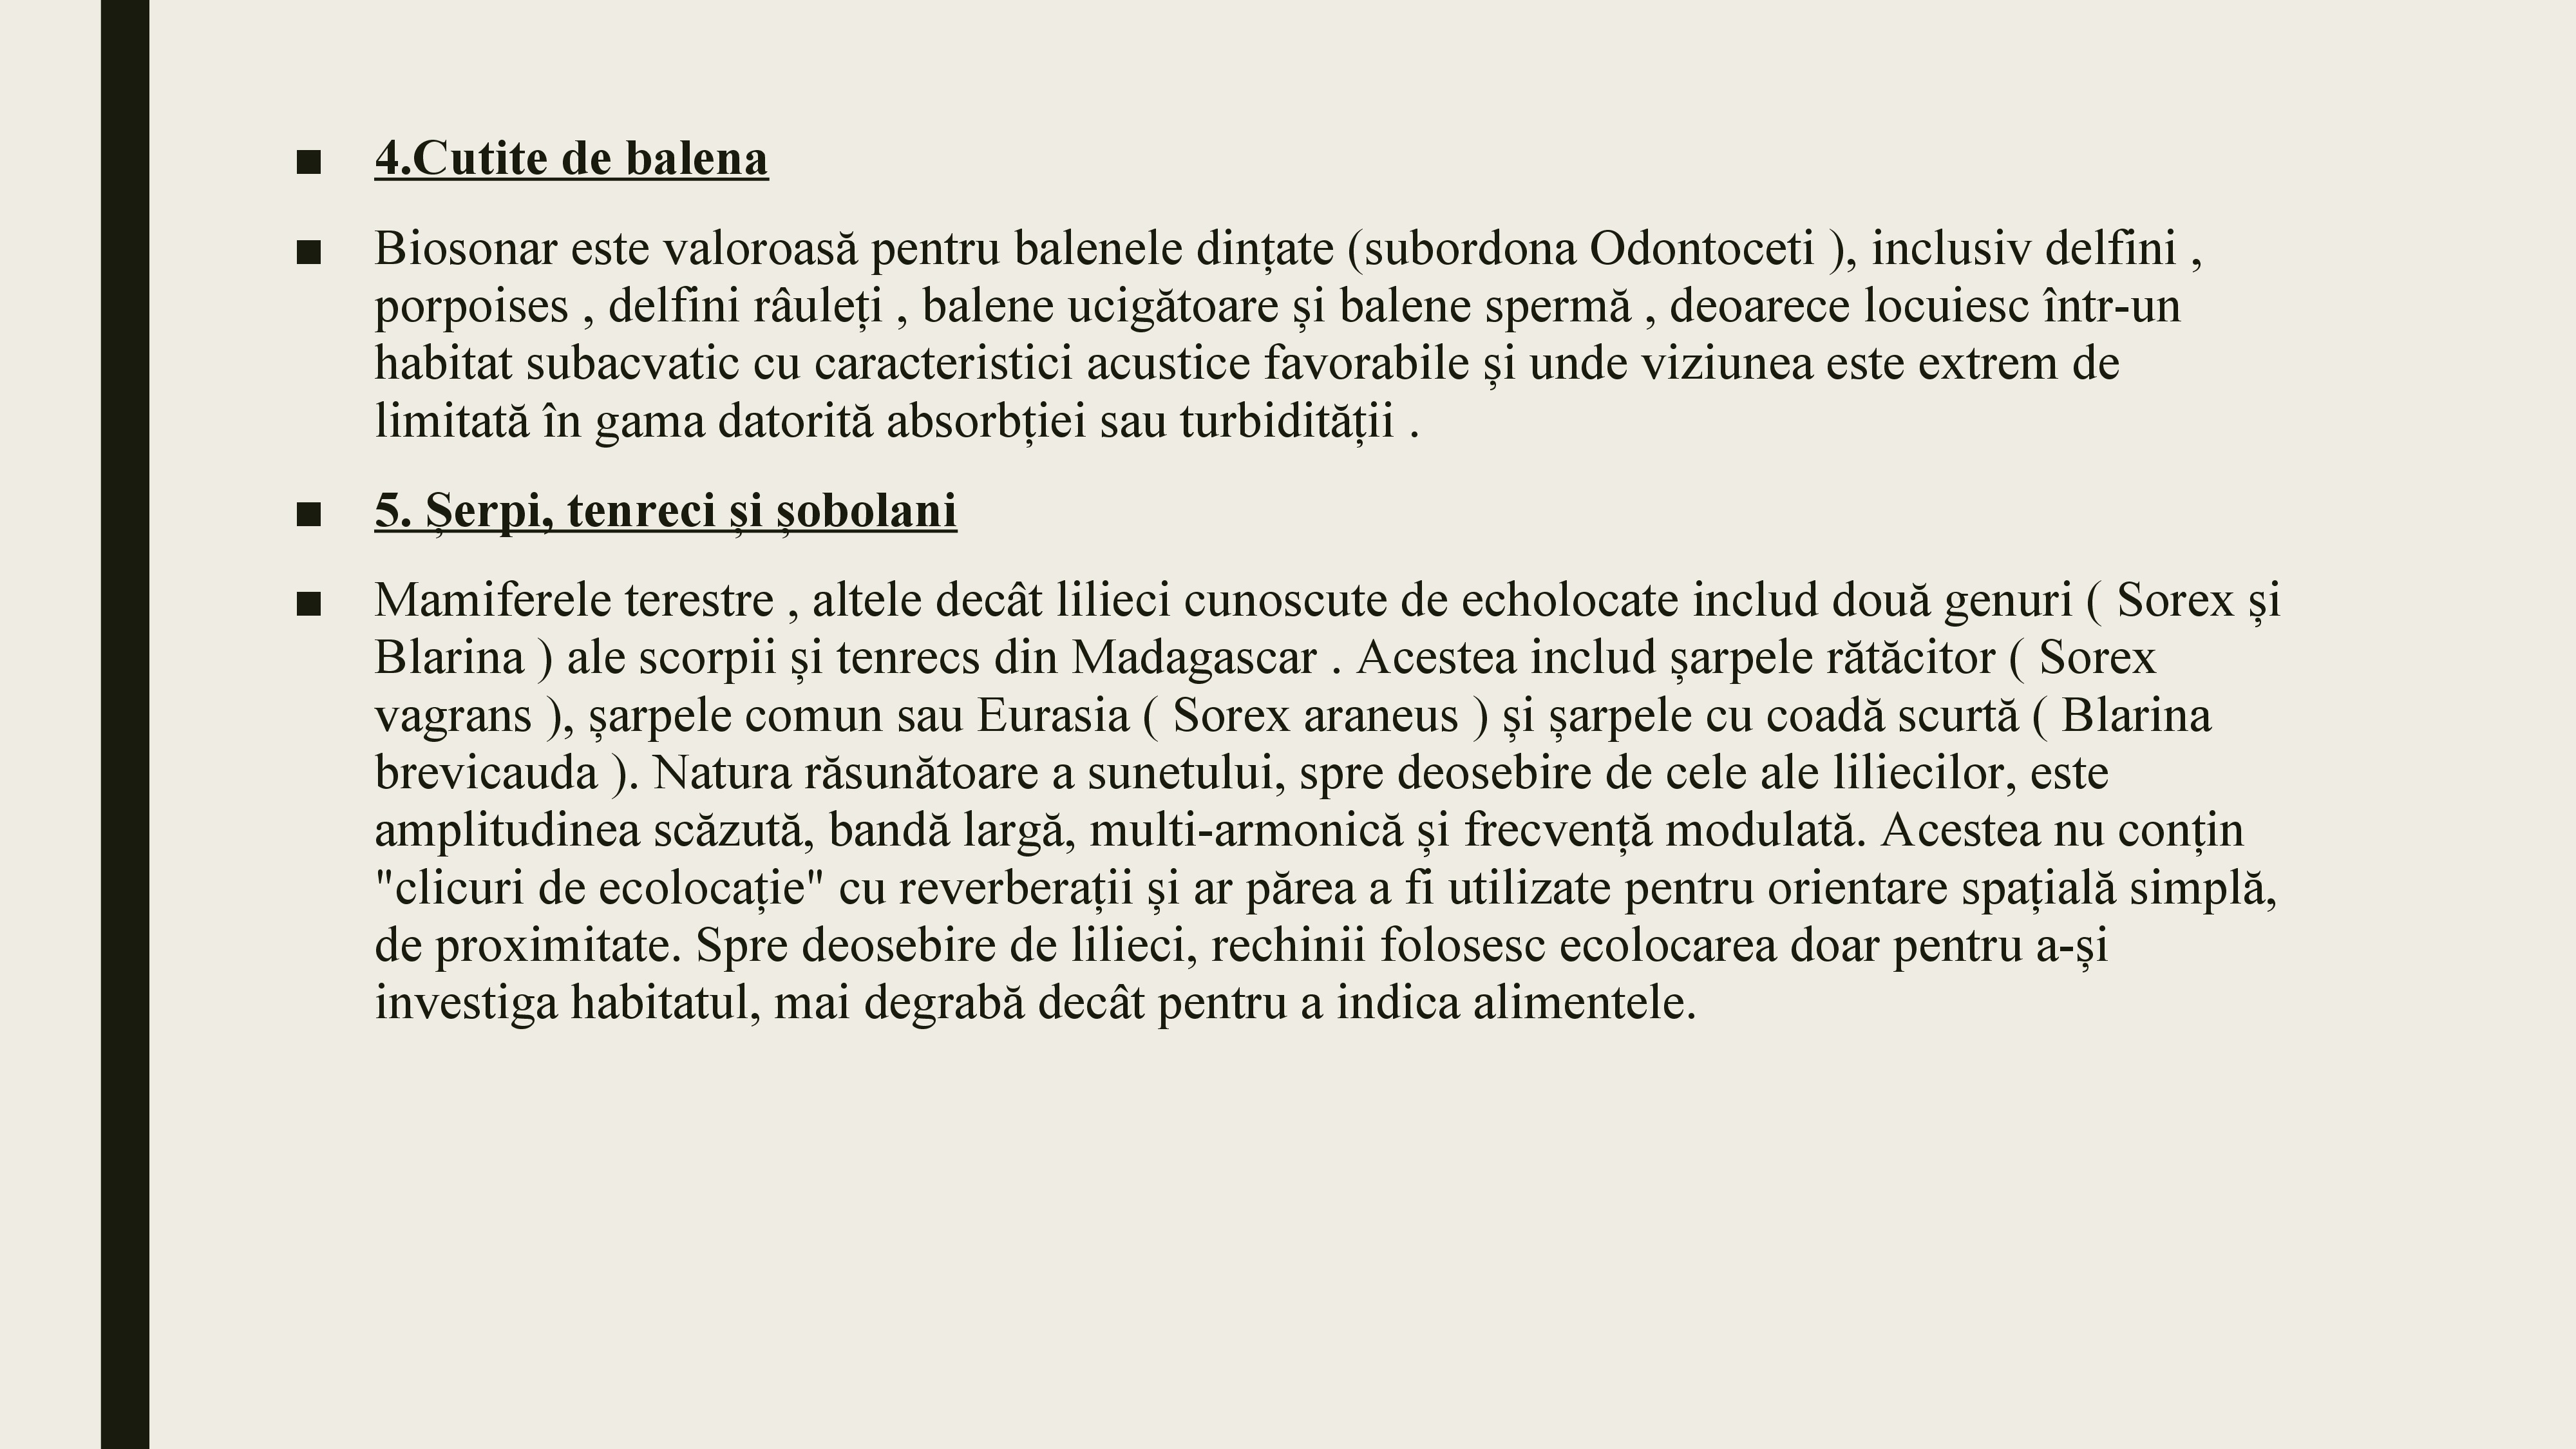 ■ 4.Cutite de balena
■ Biosonar este valoroasă pentru balenele dințate (subordona Odontoceti ), inclusiv delfini ,
porpoises , delfini râuleți , balene ucigătoare și balene spermă , deoarece locuiesc într-un
habitat subacvatic cu caracteristici acustice favorabile și unde viziunea este extrem de
limitată în gama datorită absorbției sau turbidității .
■ 5. Șerpi, tenreci și șobolani
■ Mamiferele terestre , altele decât lilieci cunoscute de echolocate includ două genuri ( Sorex și
Blarina ) ale scorpii și tenrecs din Madagascar . Acestea includ șarpele rătăcitor ( Sorex
vagrans ), șarpele comun sau Eurasia ( Sorex araneus ) și șarpele cu coadă scurtă ( Blarina
brevicauda ). Natura răsunătoare a sunetului, spre deosebire de cele ale liliecilor, este
amplitudinea scăzută, bandă largă, multi-armonică și frecvență modulată. Acestea nu conțin
"clicuri de ecolocație" cu reverberații și ar părea a fi utilizate pentru orientare spațială simplă,
de proximitate. Spre deosebire de lilieci, rechinii folosesc ecolocarea doar pentru a-și
investiga habitatul, mai degrabă decât pentru a indica alimentele.